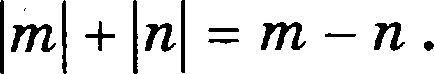 |m| + |n| = m − n .